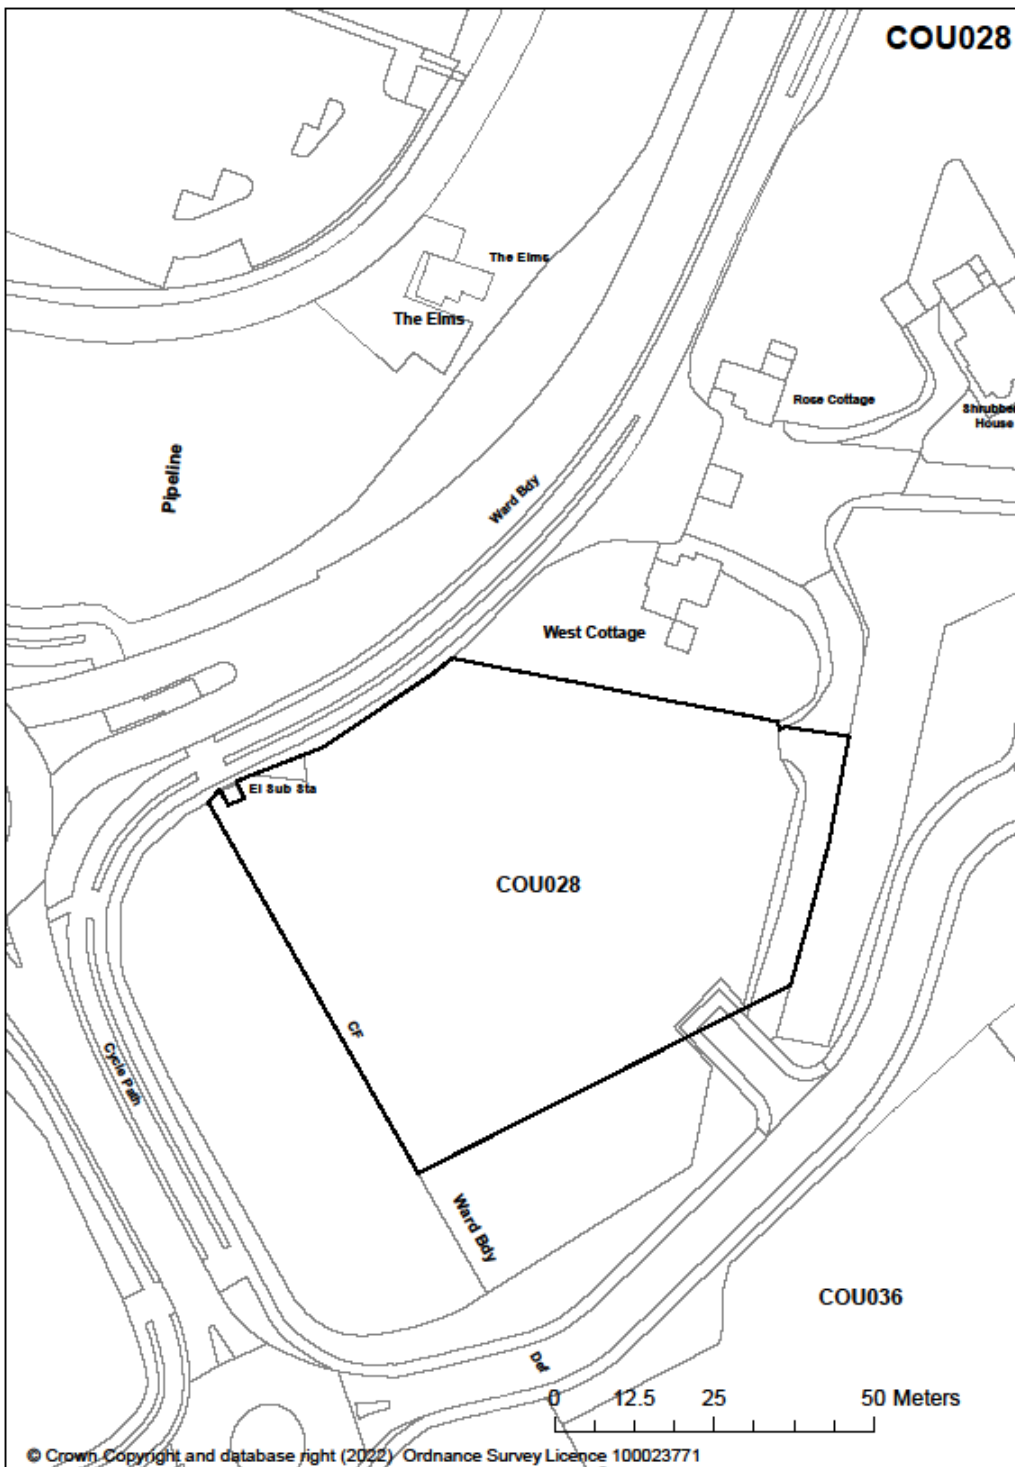 COU028
The Elms
The Elms
Rose Cottage
House
Pipeline
Ward Bdy
West Cottage
El Sub Sta
COU028
CF
Cycle Path
Ward Bdy
COU036
Def
0 12.5 25 50 Meters
© Crown Copyright and database right (2022) Ordnance Survey Licence 100023771